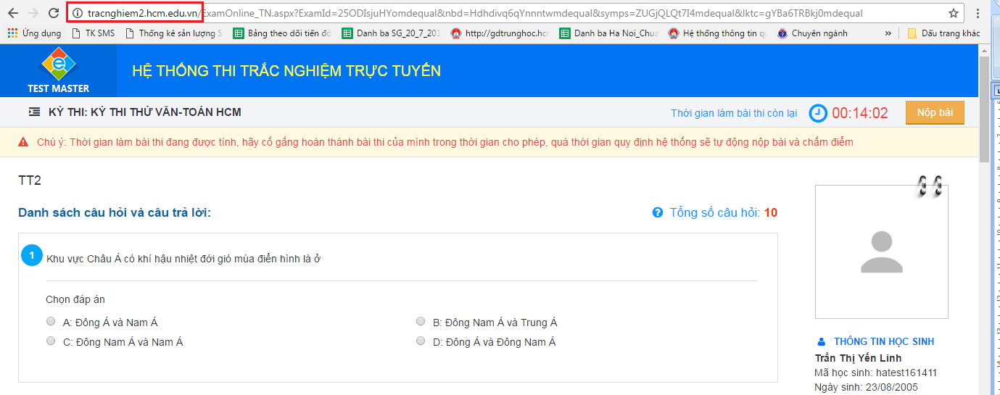 tracnghiem2.hcm.edu.vn/ExamOnline_TN.aspx?ExamId=25ODIsjuHYomdequal&nbd=Hdhdivq6qYnnntwmdequal&symps=ZUGjQLQt7I4mdequal&lktc=gYBa6TRBkj0mdequal
Ứng dụng TK SMS Thống kê sản lượng S Bảng theo dõi tiến độ Danh ba SG_20_7_201 http://gdtrunghoc.hcm Danh ba Ha Noi_Chua Hệ thống thông tin qu Chuyên ngành » Dấu trang khác
e
TEST MASTER
HỆ THỐNG THI TRẮC NGHIỆM TRỰC TUYẾN
KỲ THI: KỲ THI THỬ VĂN-TOÁN HCM
Thời gian làm bài thi còn lại 00:14:02 Nộp bài
Chú ý: Thời gian làm bài thi đang được tính, hãy cố gắng hoàn thành bài thi của mình trong thời gian cho phép, quá thời gian quy định hệ thống sẽ tự động nộp bài và chấm điểm
TT2
Danh sách câu hỏi và câu trả lời:
Tổng số câu hỏi: 10
1 Khu vực Châu Á có khí hậu nhiệt đới gió mùa điển hình là ở
Chọn đáp án
A: Đông Á và Nam Á
B: Đông Nam Á và Trung Á
C: Đông Nam Á và Nam Á
D: Đông Á và Đông Nam Á
THÔNG TIN HỌC SINH
Trần Thị Yến Linh
Mã học sinh: hatest161411
Ngày sinh: 23/08/2005